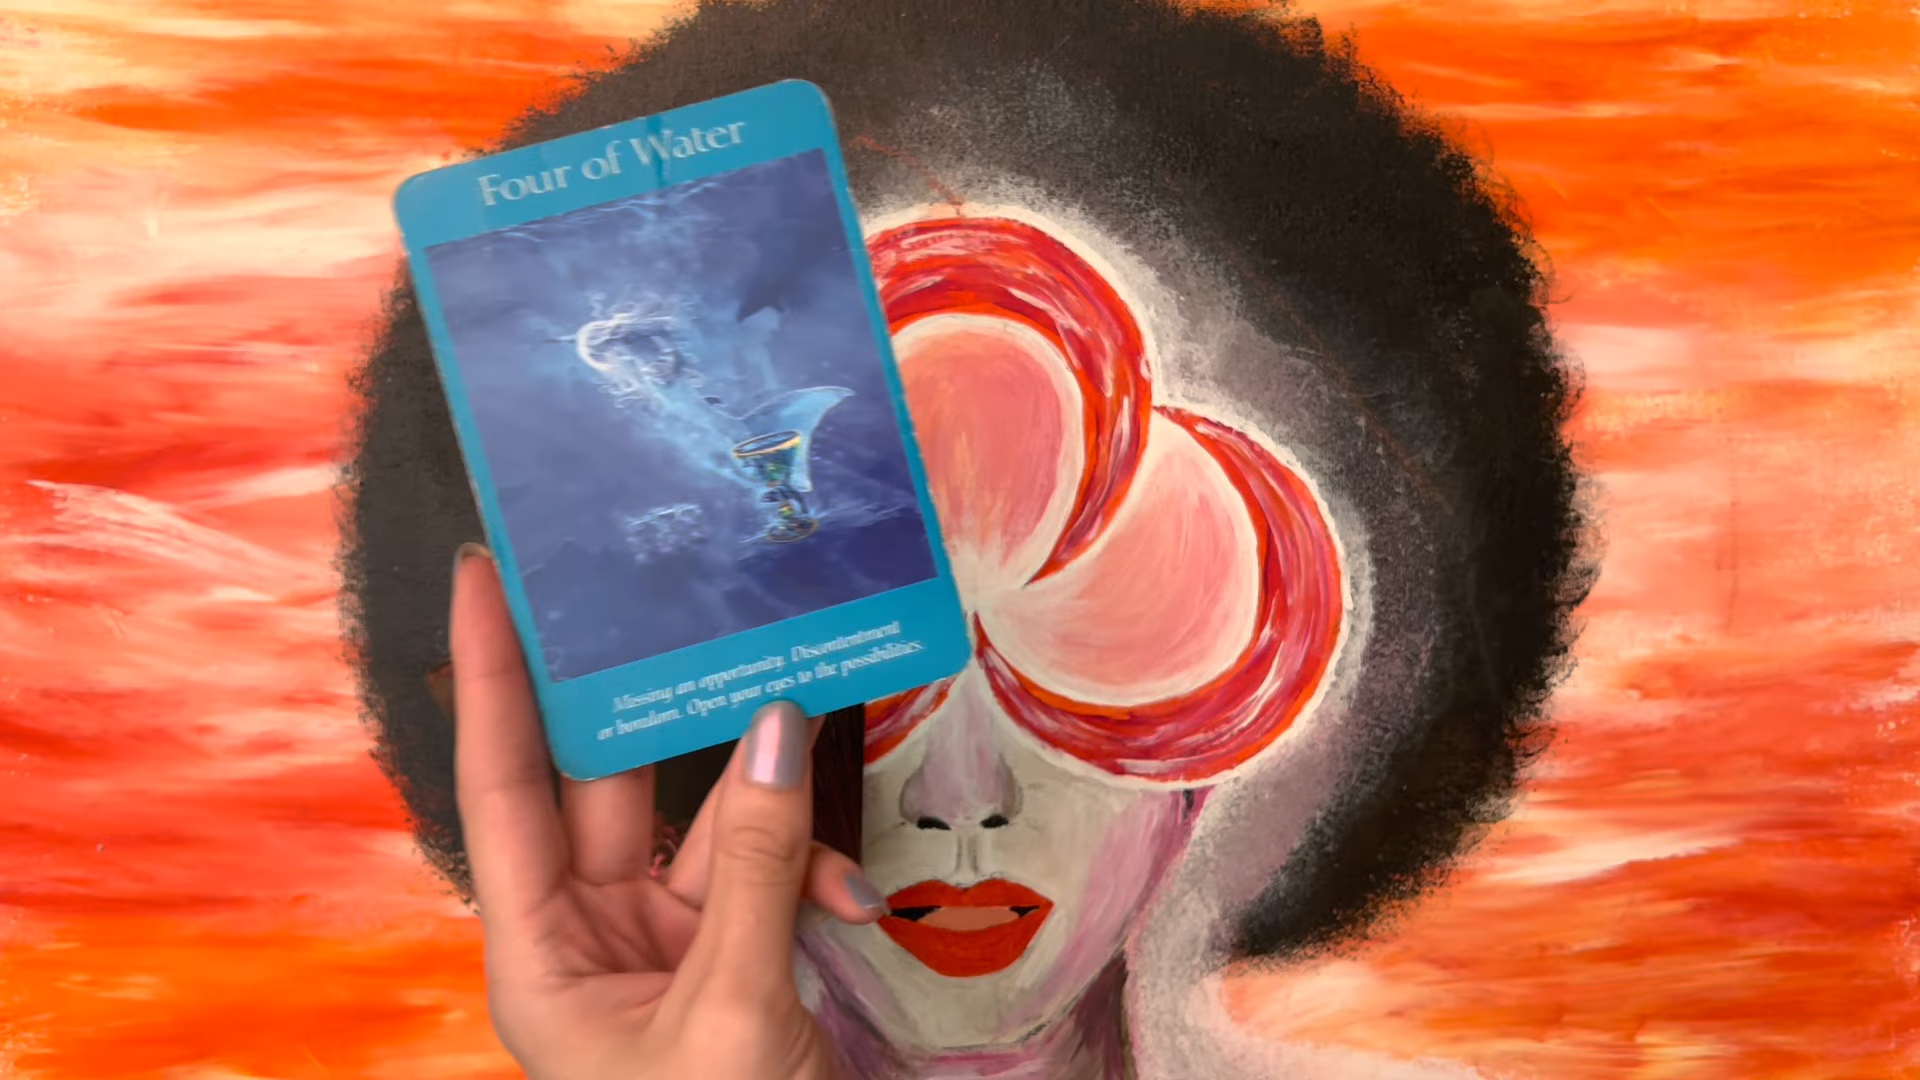 Four of Water
Missing an opportunity. Discontentment
or boredom. Open your eyes to the possibilities.